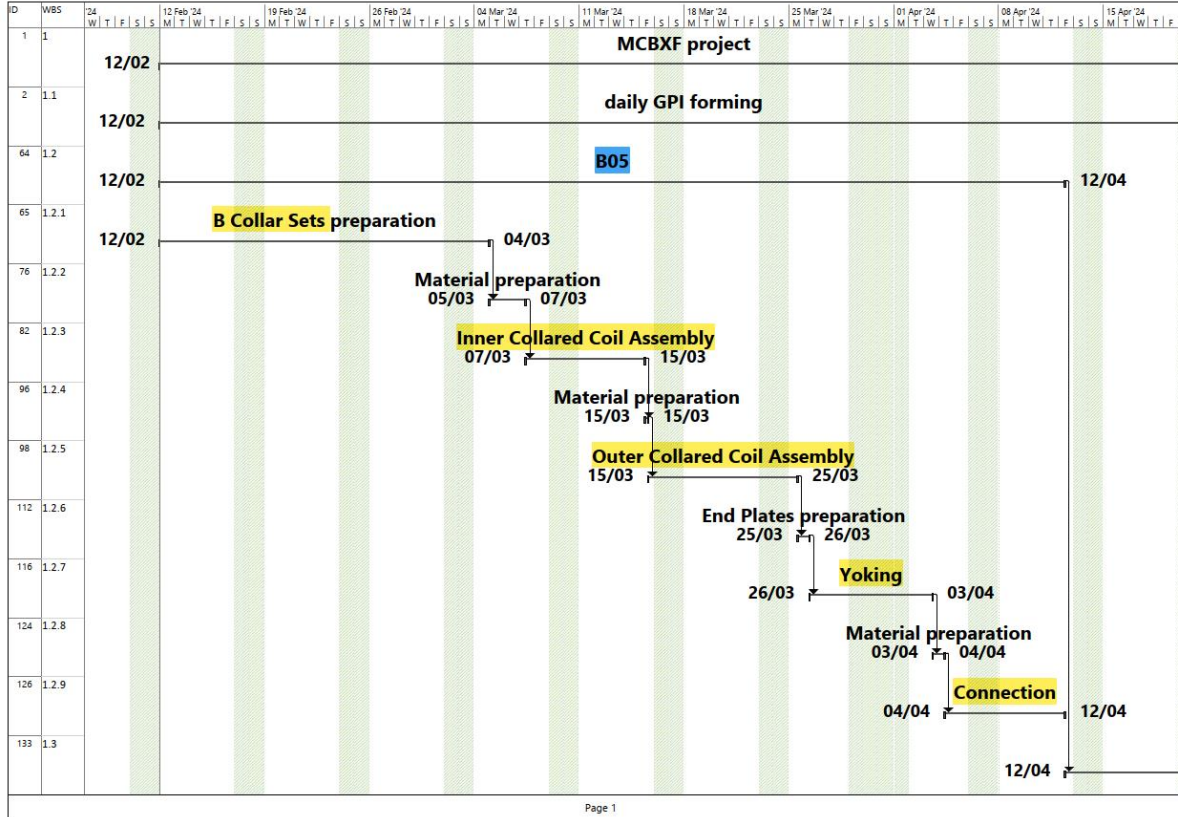 ID WBS '24 12 Feb '24 19 Feb '24 26 Feb '24 04 Mar '24 11 Mar '24 18 Mar '24 25 Mar '24 01 Apr '24 08 Apr '24 15 Apr '24
W T F S S M T W T F S S M T W T F S S M T W T F S S M T W T F S S M T W T F S S M T W T F S S M T W T F S S M T W T F S S M T W T F S S M T W T F
1 1 MCBXF project
12/02
2 1.1 daily GPI forming
12/02
64 1.2 B05
12/02 12/04
65 1.2.1 B Collar Sets preparation
12/02 04/03
76 1.2.2 Material preparation
05/03 07/03
82 1.2.3 Inner Collared Coil Assembly
07/03 15/03
96 1.2.4 Material preparation
15/03 15/03
98 1.2.5 Outer Collared Coil Assembly
15/03 25/03
112 1.2.6 End Plates preparation
25/03 26/03
116 1.2.7 Yoking
26/03 03/04
124 1.2.8 Material preparation
03/04 04/04
126 1.2.9 Connection
04/04 12/04
133 1.3
12/04
Page 1